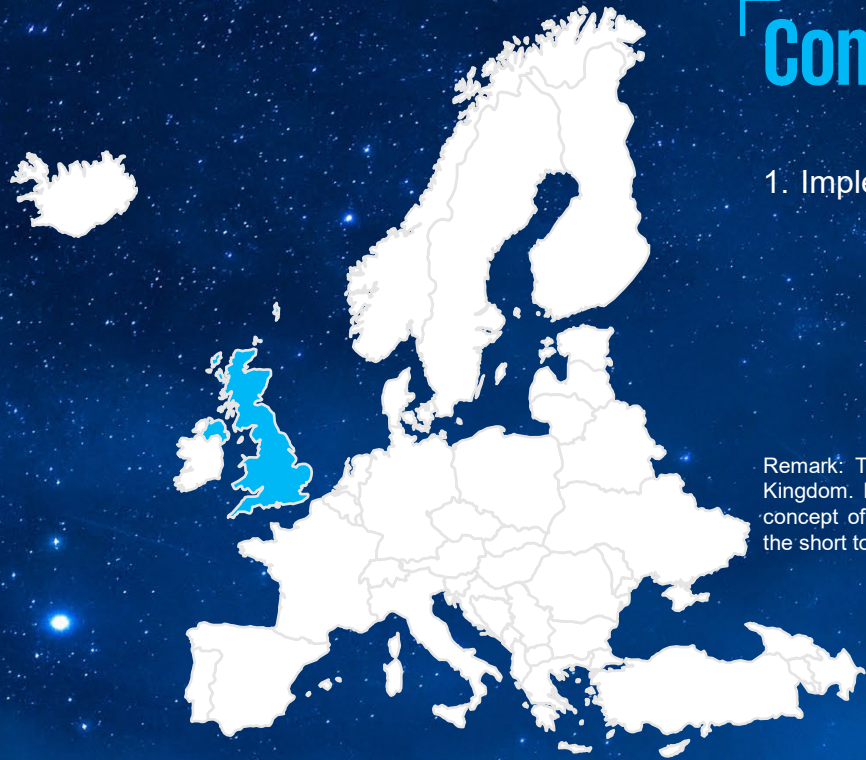 Con
1. Imple
Remark: T
Kingdom.
concept of
the short to